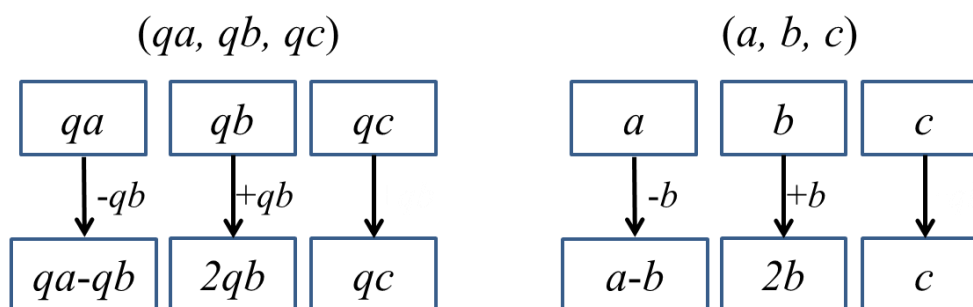 (qa, qb, qc) (a, b, c)
qa qb qc a b c
-qb +qb -b +b
qa-qb 2qb qc a-b 2b c